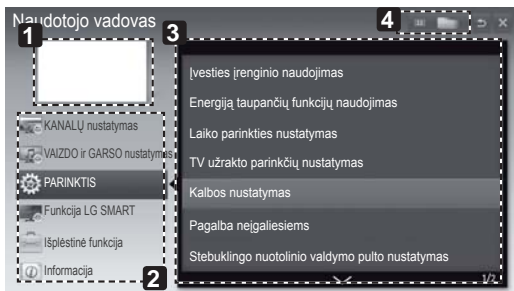 Naudotojo vadovas
1
3
4
Įvesties įrenginio naudojimas
Energiją taupančių funkcijų naudojimas
Laiko parinkties nustatymas
TV užrakto parinkčių nustatymas
Kalbos nustatymas
Pagalba neįgaliesiems
Stebuklingo nuotolinio valdymo pulto nustatymas
1/2
KANALŲ nustatymas
VAIZDO ir GARSO nustatymas
PARINKTIS
Funkcija LG SMART
Išplėstinė funkcija
Informacija
2